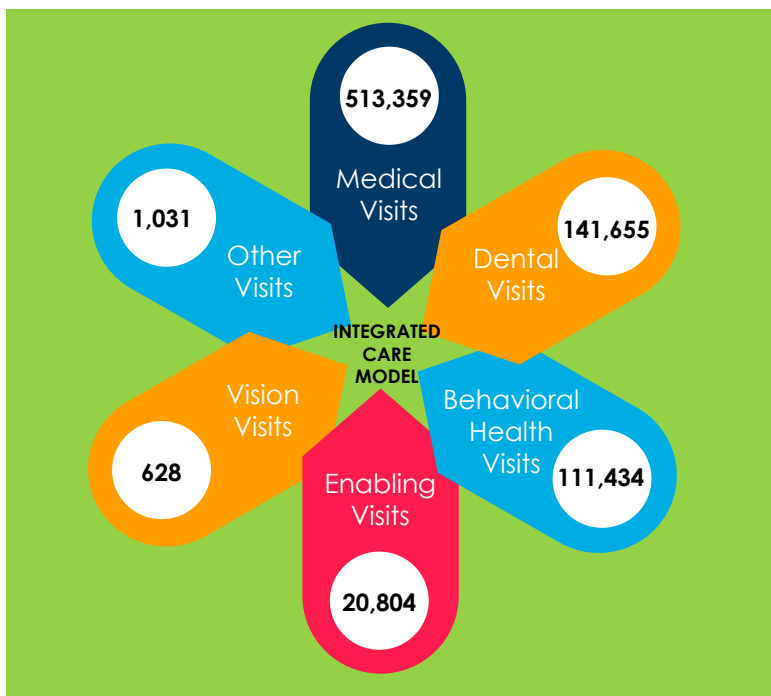 513,359
Medical
Visits
141,655
Dental
Visits
Behavioral
Health
Visits
111,434
Enabling
Visits
20,804
Vision
Visits
628
1,031
Other
Visits
INTEGRATED
CARE
MODEL